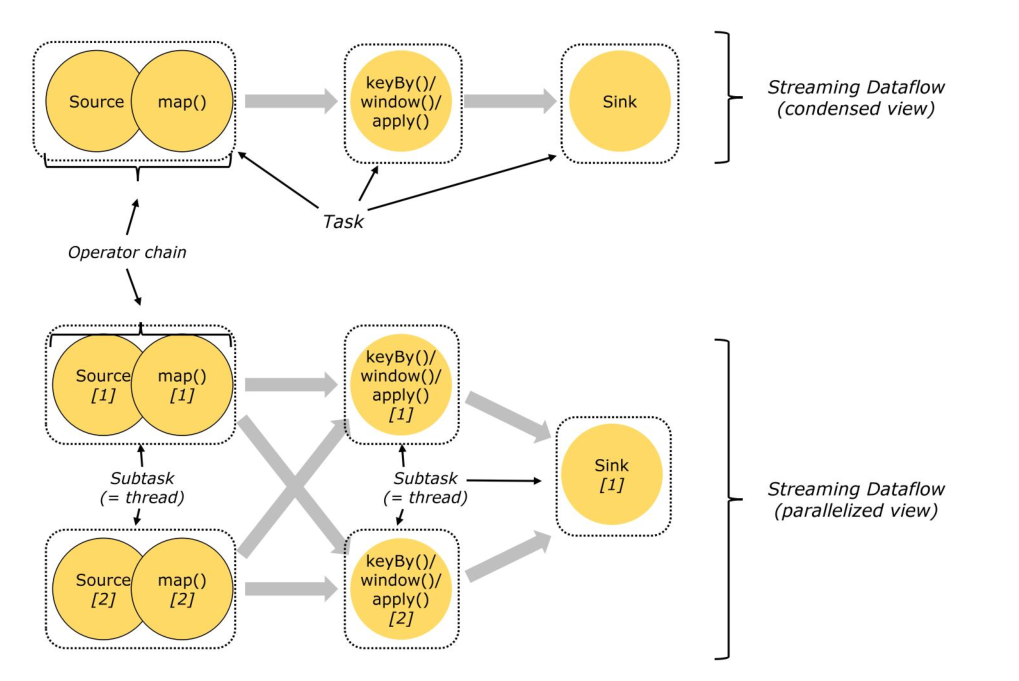 Source
map()
keyBy()/
window()/
apply()
Sink
Streaming Dataflow
(condensed view)
Task
Operator chain
Source
[1]
map()
[1]
keyBy()/
window()/
apply()
[1]
Subtask
(= thread)
Subtask
(= thread)
Sink
[1]
Streaming Dataflow
(parallelized view)
Source
[2]
map()
[2]
keyBy()/
window()/
apply()
[2]